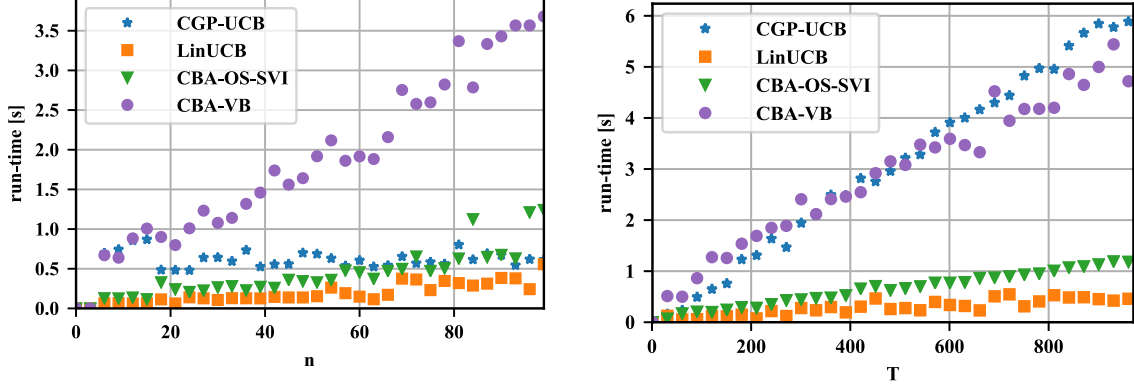 3.5
3.0
2.5
2.0
1.5
1.0
0.5
0.0
run-time [s]
CGP-UCB
LinUCB
CBA-OS-SVI
CBA-VB
0
20
40
60
80
n
6
5
4
3
2
1
0
run-time [s]
CGP-UCB
LinUCB
CBA-OS-SVI
CBA-VB
0
200
400
600
800
T